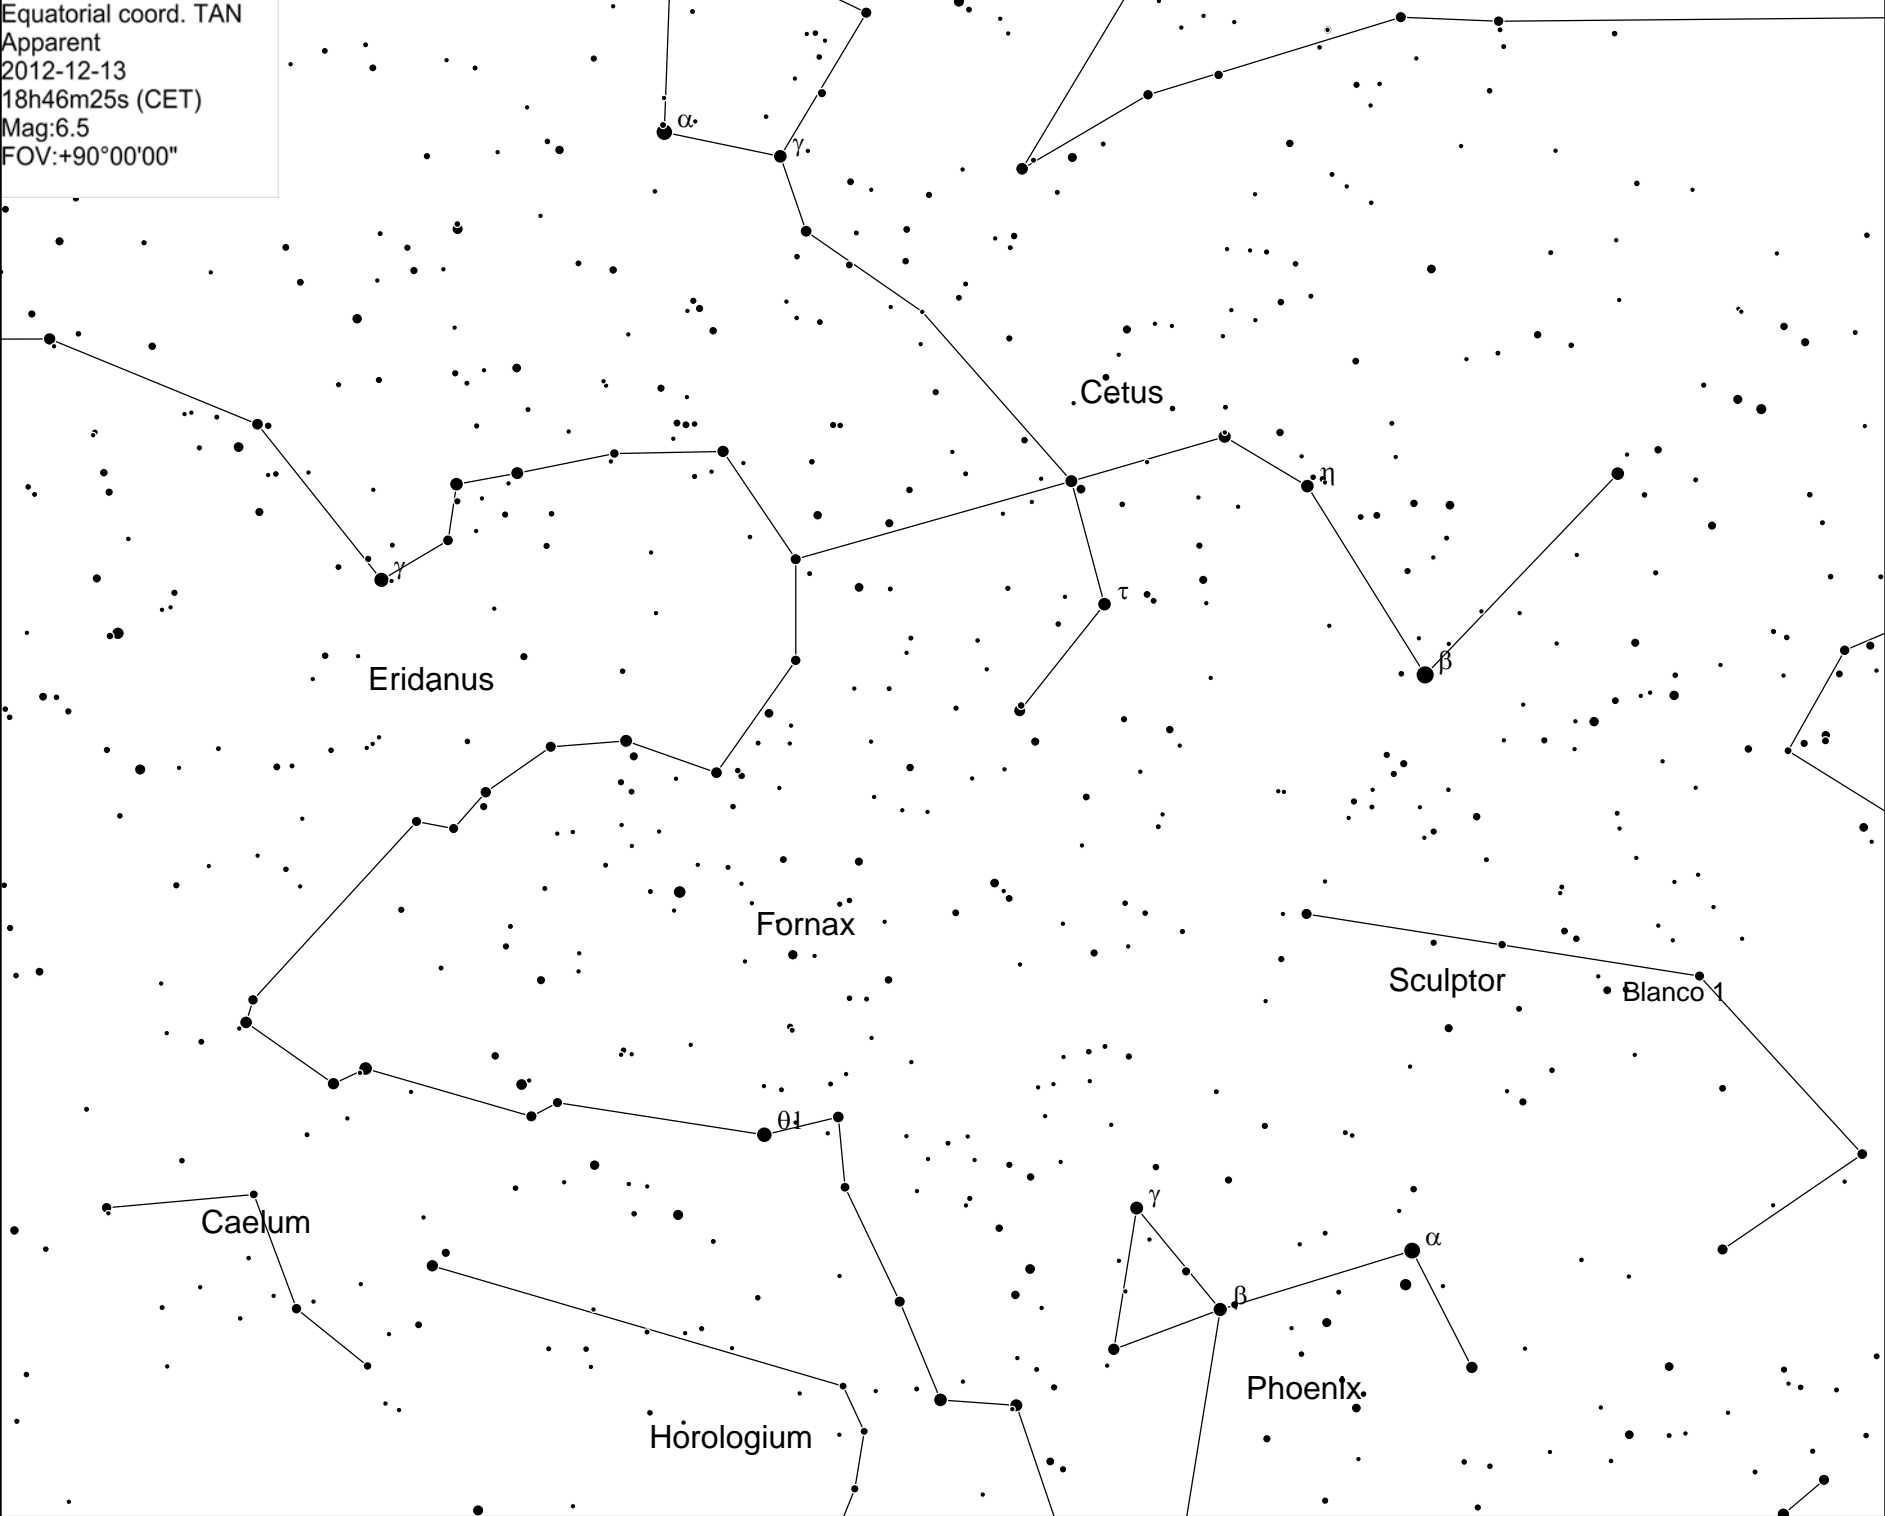 Equatorial coord. TAN
Apparent
2012-12-13
18h46m25s (CET)
Mag:6.5
FOV:+90°00'00"
α
γ
Cetus
η
γ
τ
β
Eridanus
Fornax
Sculptor
Blanco 1
θ1
γ
Caelum
α
β
Phoenix
Horologium